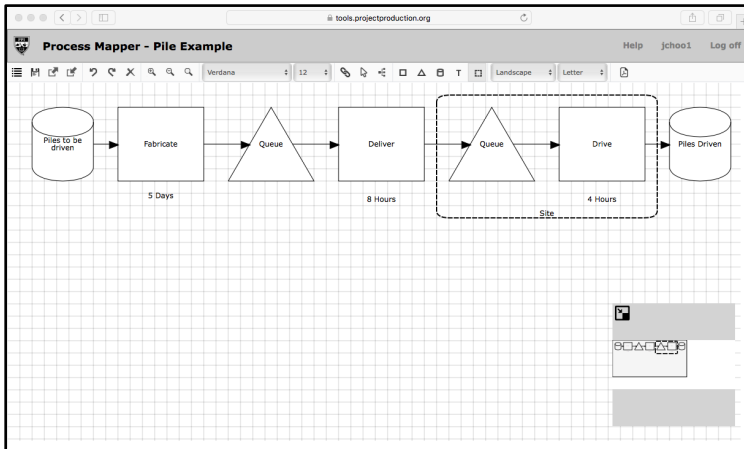 tools.projectproduction.org
Process Mapper - Pile Example
Help jchoo1 Log off
Verdana 12 T Landscape Letter
Piles to be
driven
Fabricate
Queue
Deliver
Queue
Drive
Piles Driven
5 Days
8 Hours
4 Hours
Site